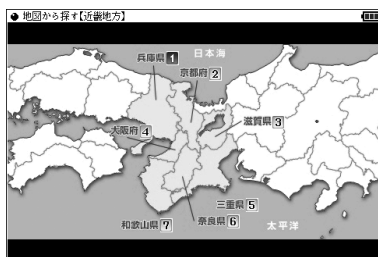 地図から探す【近畿地方】
日本海
兵庫県 1
京都府 2
滋賀県 3
大阪府 4
三重県 5
奈良県 6
和歌山県 7
太平洋